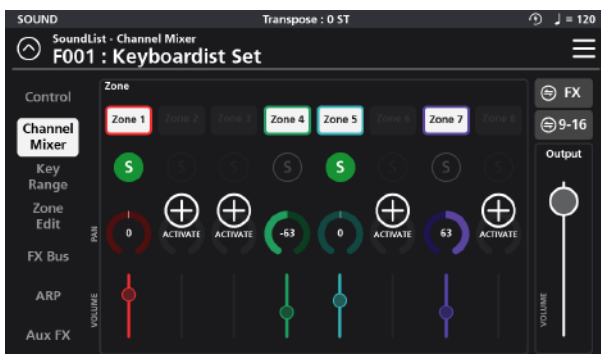 SOUND
Transpose : 0 ST
♩ = 120
SoundList - Channel Mixer
F001 : Keyboardist Set
Control
Channel
Mixer
Key
Range
Zone
Edit
FX Bus
ARP
Aux FX
Zone
Zone 1
Zone 2
Zone 3
Zone 4
Zone 5
Zone 6
Zone 7
Zone 8
S
S
S
S
S
S
S
S
PAN
0
ACTIVATE
ACTIVATE
-63
0
ACTIVATE
63
ACTIVATE
VOLUME
FX
9-16
Output
VOLUME